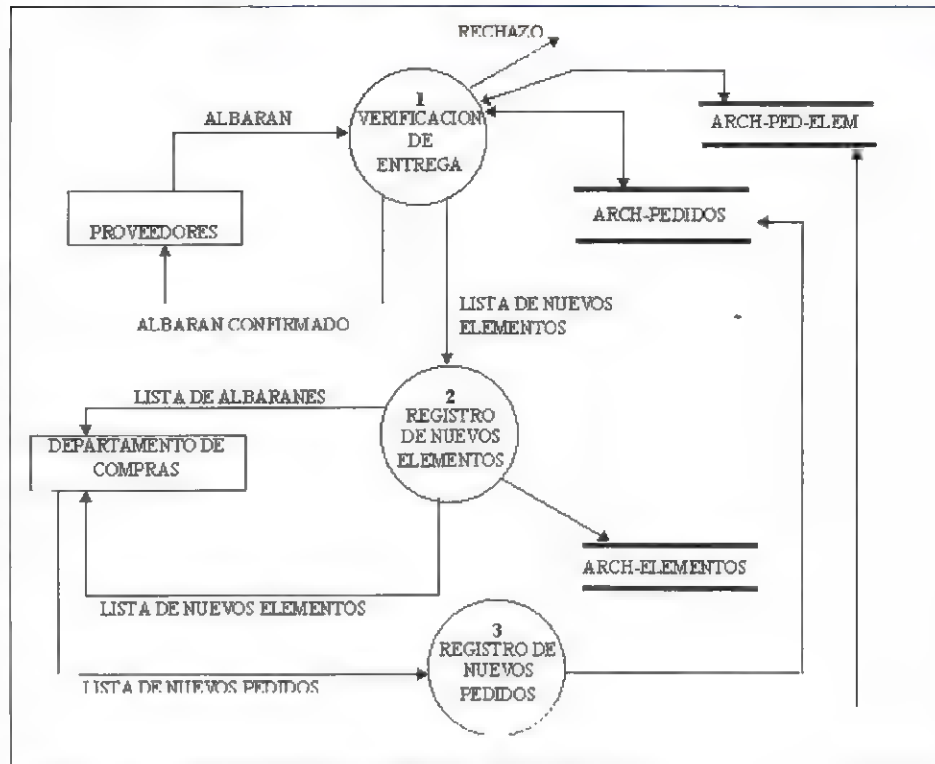 RECHAZO
1
VERIFICACION
DE
ENTREGA
ALBARAN
ARCH-PED-ELEM
PROVEEDORES
ARCH-PEDIDOS
ALBARAN CONFIRMADO
LISTA DE NUEVOS
ELEMENTOS
LISTA DE ALBARANES
2
REGISTRO
DE NUEVOS
ELEMENTOS
DEPARTAMENTO DE
COMPRAS
ARCH-ELEMENTOS
LISTA DE NUEVOS ELEMENTOS
3
REGISTRO DE
NUEVOS
PEDIDOS
LISTA DE NUEVOS PEDIDOS